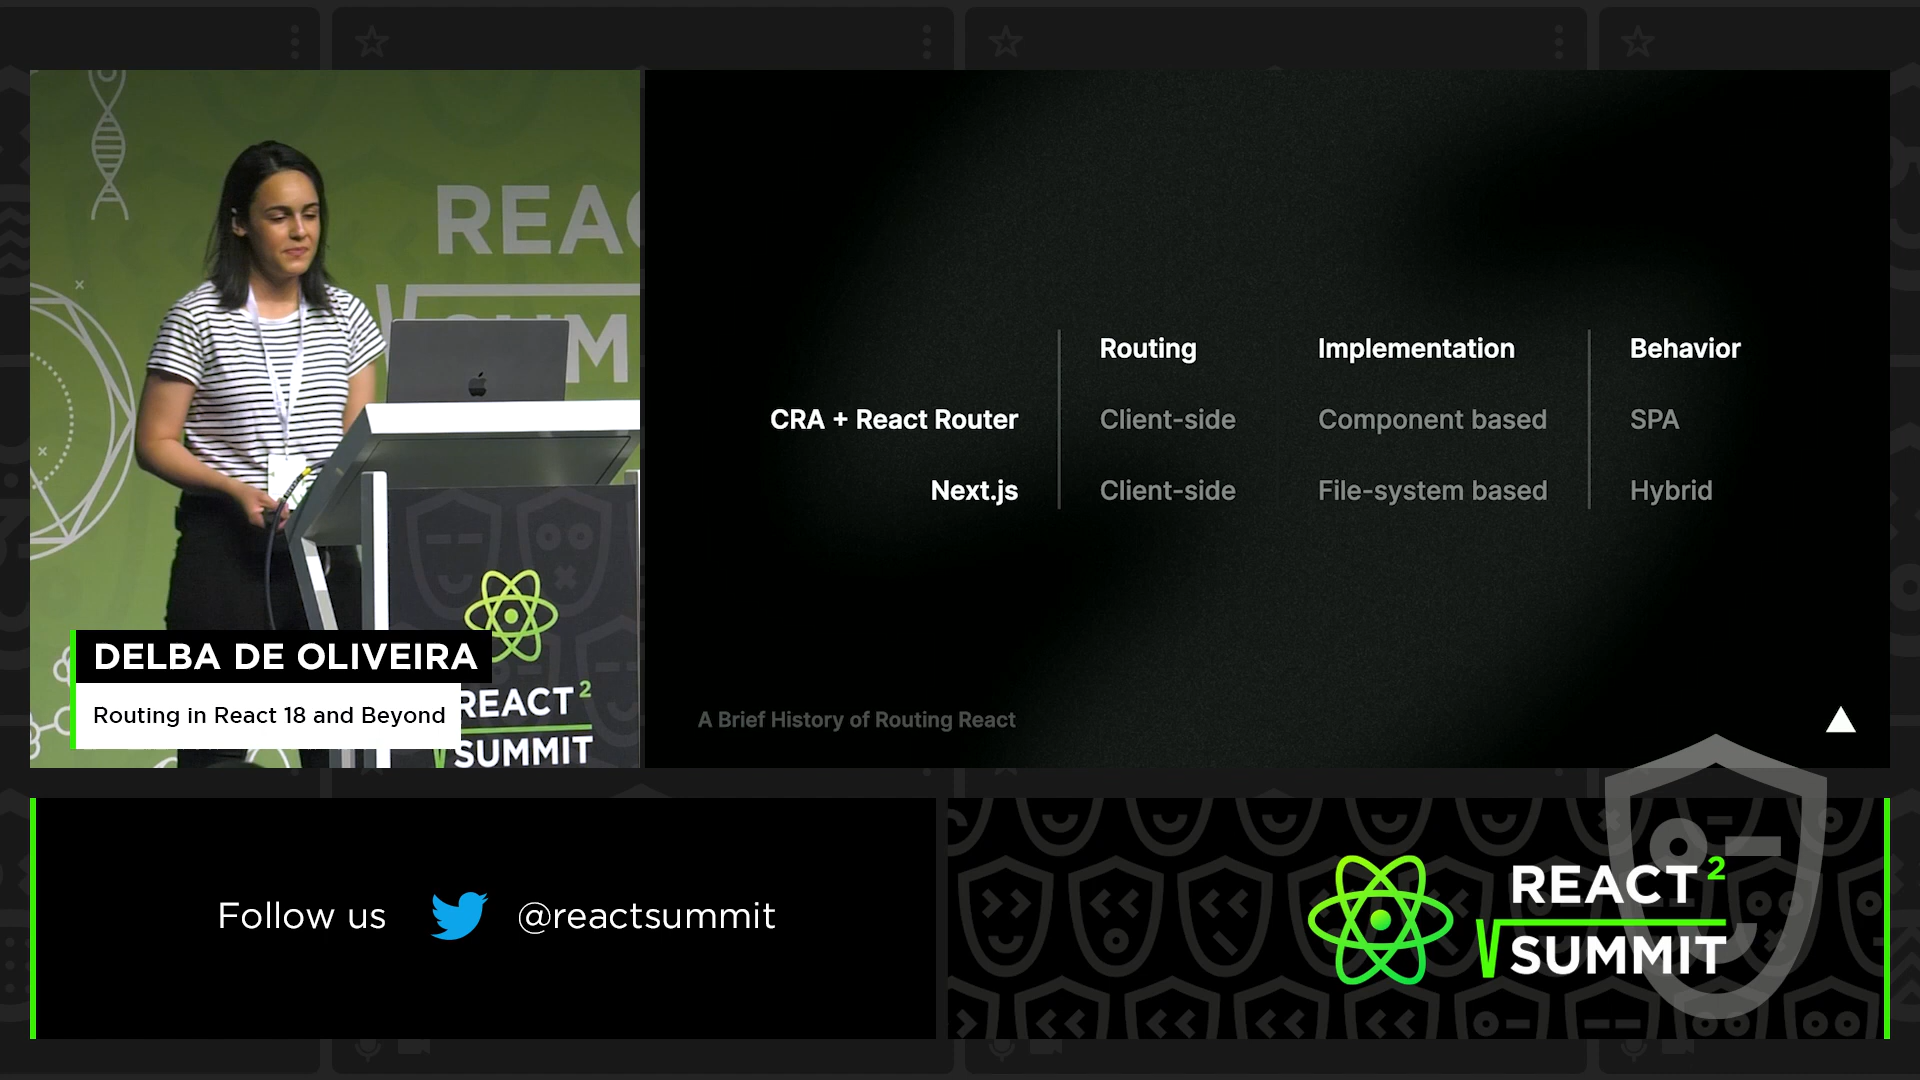 REAC
SUM
REACT 2
SUMMIT
DELBA DE OLIVEIRA
Routing in React 18 and Beyond
Routing Implementation Behavior
CRA + React Router Client-side Component based SPA
Next.js Client-side File-system based Hybrid
A Brief History of Routing React
Follow us @reactsummit
REACT 2
SUMMIT